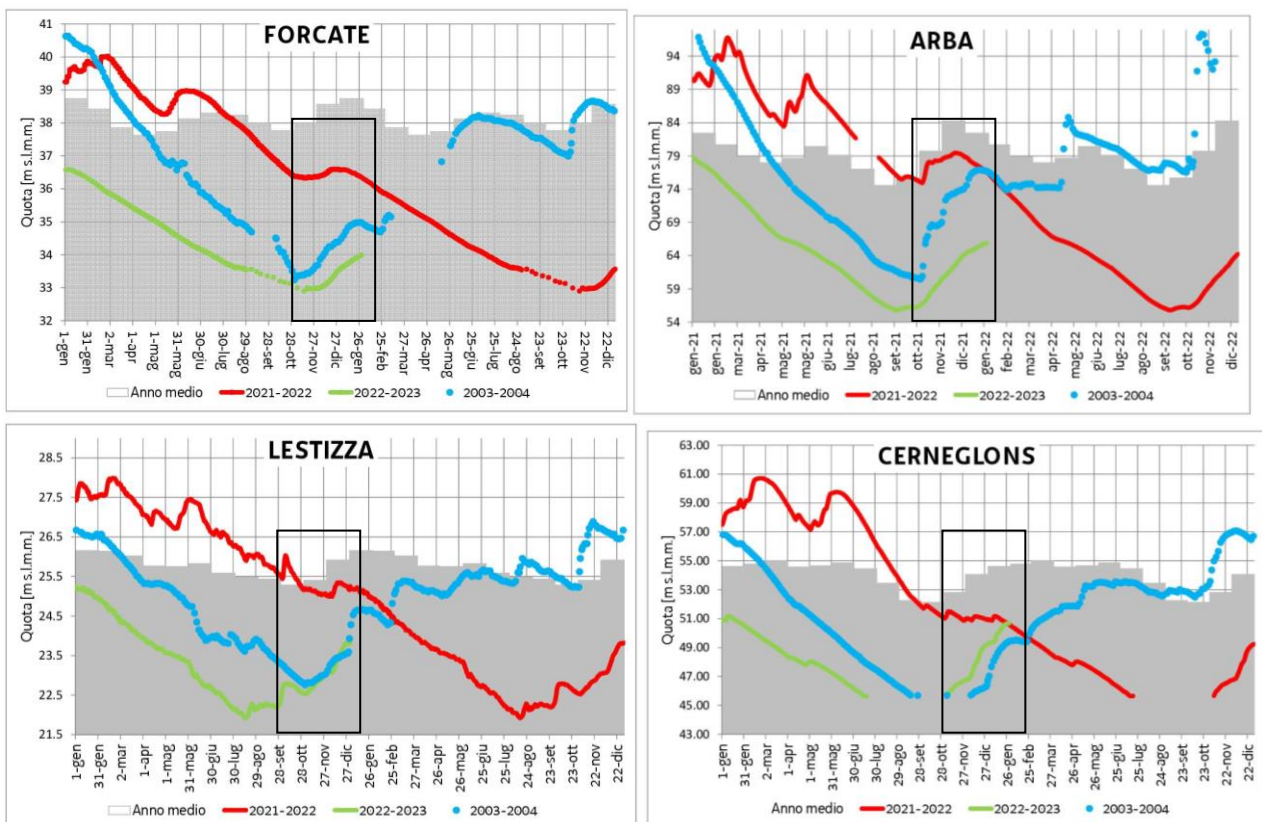 FORCATE
Quota [m s.l.m.m.]
41
40
39
38
37
36
35
34
33
32
1-gen
31-gen
2-mar
1-apr
1-mag
31-mag
30-giu
30-lug
29-ago
28-set
28-ott
27-nov
27-dic
26-gen
25-feb
27-mar
26-apr
26-mag
25-giu
25-lug
24-ago
23-set
23-ott
22-nov
22-dic
Anno medio 2021-2022 2022-2023 2003-2004
ARBA
Quota [m s.l.m.m.]
94
89
84
79
74
69
64
59
54
gen-21
gen-21
mar-21
apr-21
mag-21
giu-21
lug-21
ago-21
set-21
ott-21
nov-21
dic-21
gen-22
feb-22
mar-22
apr-22
mag-22
giu-22
lug-22
ago-22
set-22
ott-22
nov-22
dic-22
Anno medio 2021-2022 2022-2023 2003-2004
LESTIZZA
Quota [m s.l.m.m.]
28.5
27.5
26.5
25.5
24.5
23.5
22.5
21.5
1-gen
31-gen
2-mar
1-apr
1-mag
31-mag
30-giu
30-lug
29-ago
28-set
28-ott
27-nov
27-dic
26-gen
25-feb
27-mar
26-apr
26-mag
25-giu
25-lug
24-ago
23-set
23-ott
22-nov
22-dic
Anno medio 2021-2022 2022-2023 2003-2004
CERNEGLONS
Quota [m s.l.m.m.]
63.00
61.00
59.00
57.00
55.00
53.00
51.00
49.00
47.00
45.00
43.00
1-gen
31-gen
2-mar
1-apr
1-mag
31-mag
30-giu
30-lug
29-ago
28-set
28-ott
27-nov
27-dic
26-gen
25-feb
27-mar
26-apr
26-mag
25-giu
25-lug
24-ago
23-set
23-ott
22-nov
22-dic
Anno medio 2021-2022 2022-2023 2003-2004